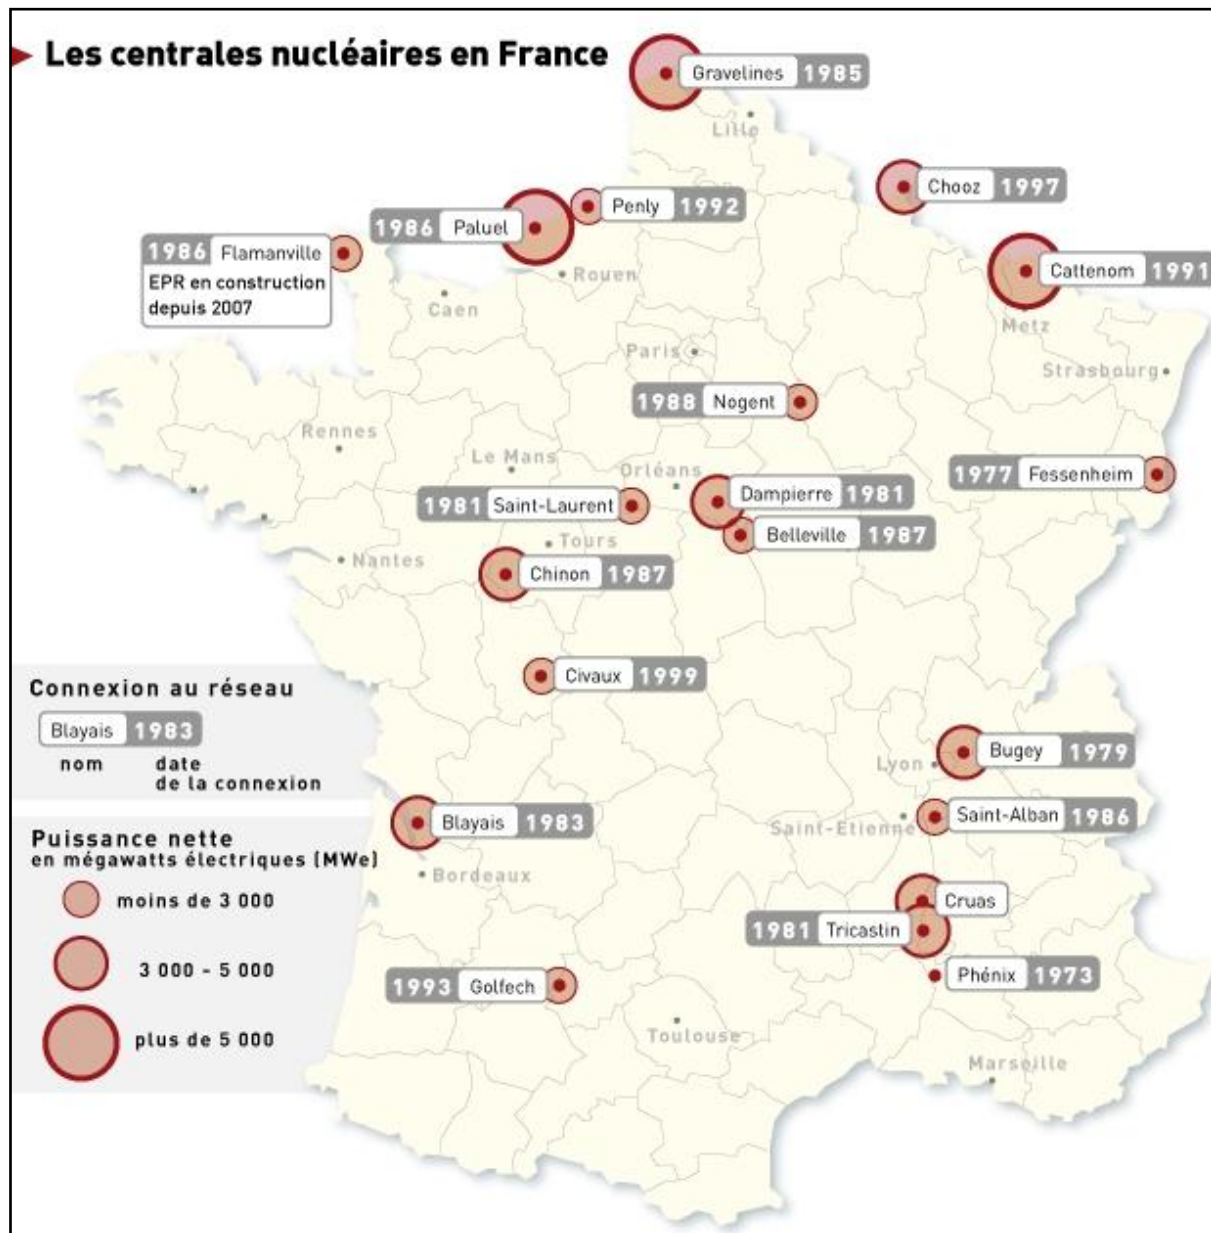 Les centrales nucléaires en France
Gravelines 1985
Lille
Chooz 1997
Penly 1992
1986 Paluel
1986 Flamanville
EPR en construction
depuis 2007
Rouen
Caen
Cattenom 1991
Metz
Paris
Strasbourg
1988 Nogent
Rennes
Le Mans
Orléans
1977 Fessenheim
Dampierre 1981
1981 Saint-Laurent
Belleville 1987
Tours
Nantes
Chinon 1987
Civaux 1999
Connexion au réseau
Blayais 1983
nom date
de la connexion
Bugey 1979
Lyon
Blayais 1983
Saint-Alban 1986
Saint-Etienne
Puissance nette
en mégawatts électriques (MWe)
Bordeaux
moins de 3 000
Cruas
1981 Tricastin
3 000 - 5 000
Phénix 1973
1993 Golfech
plus de 5 000
Toulouse
Marseille